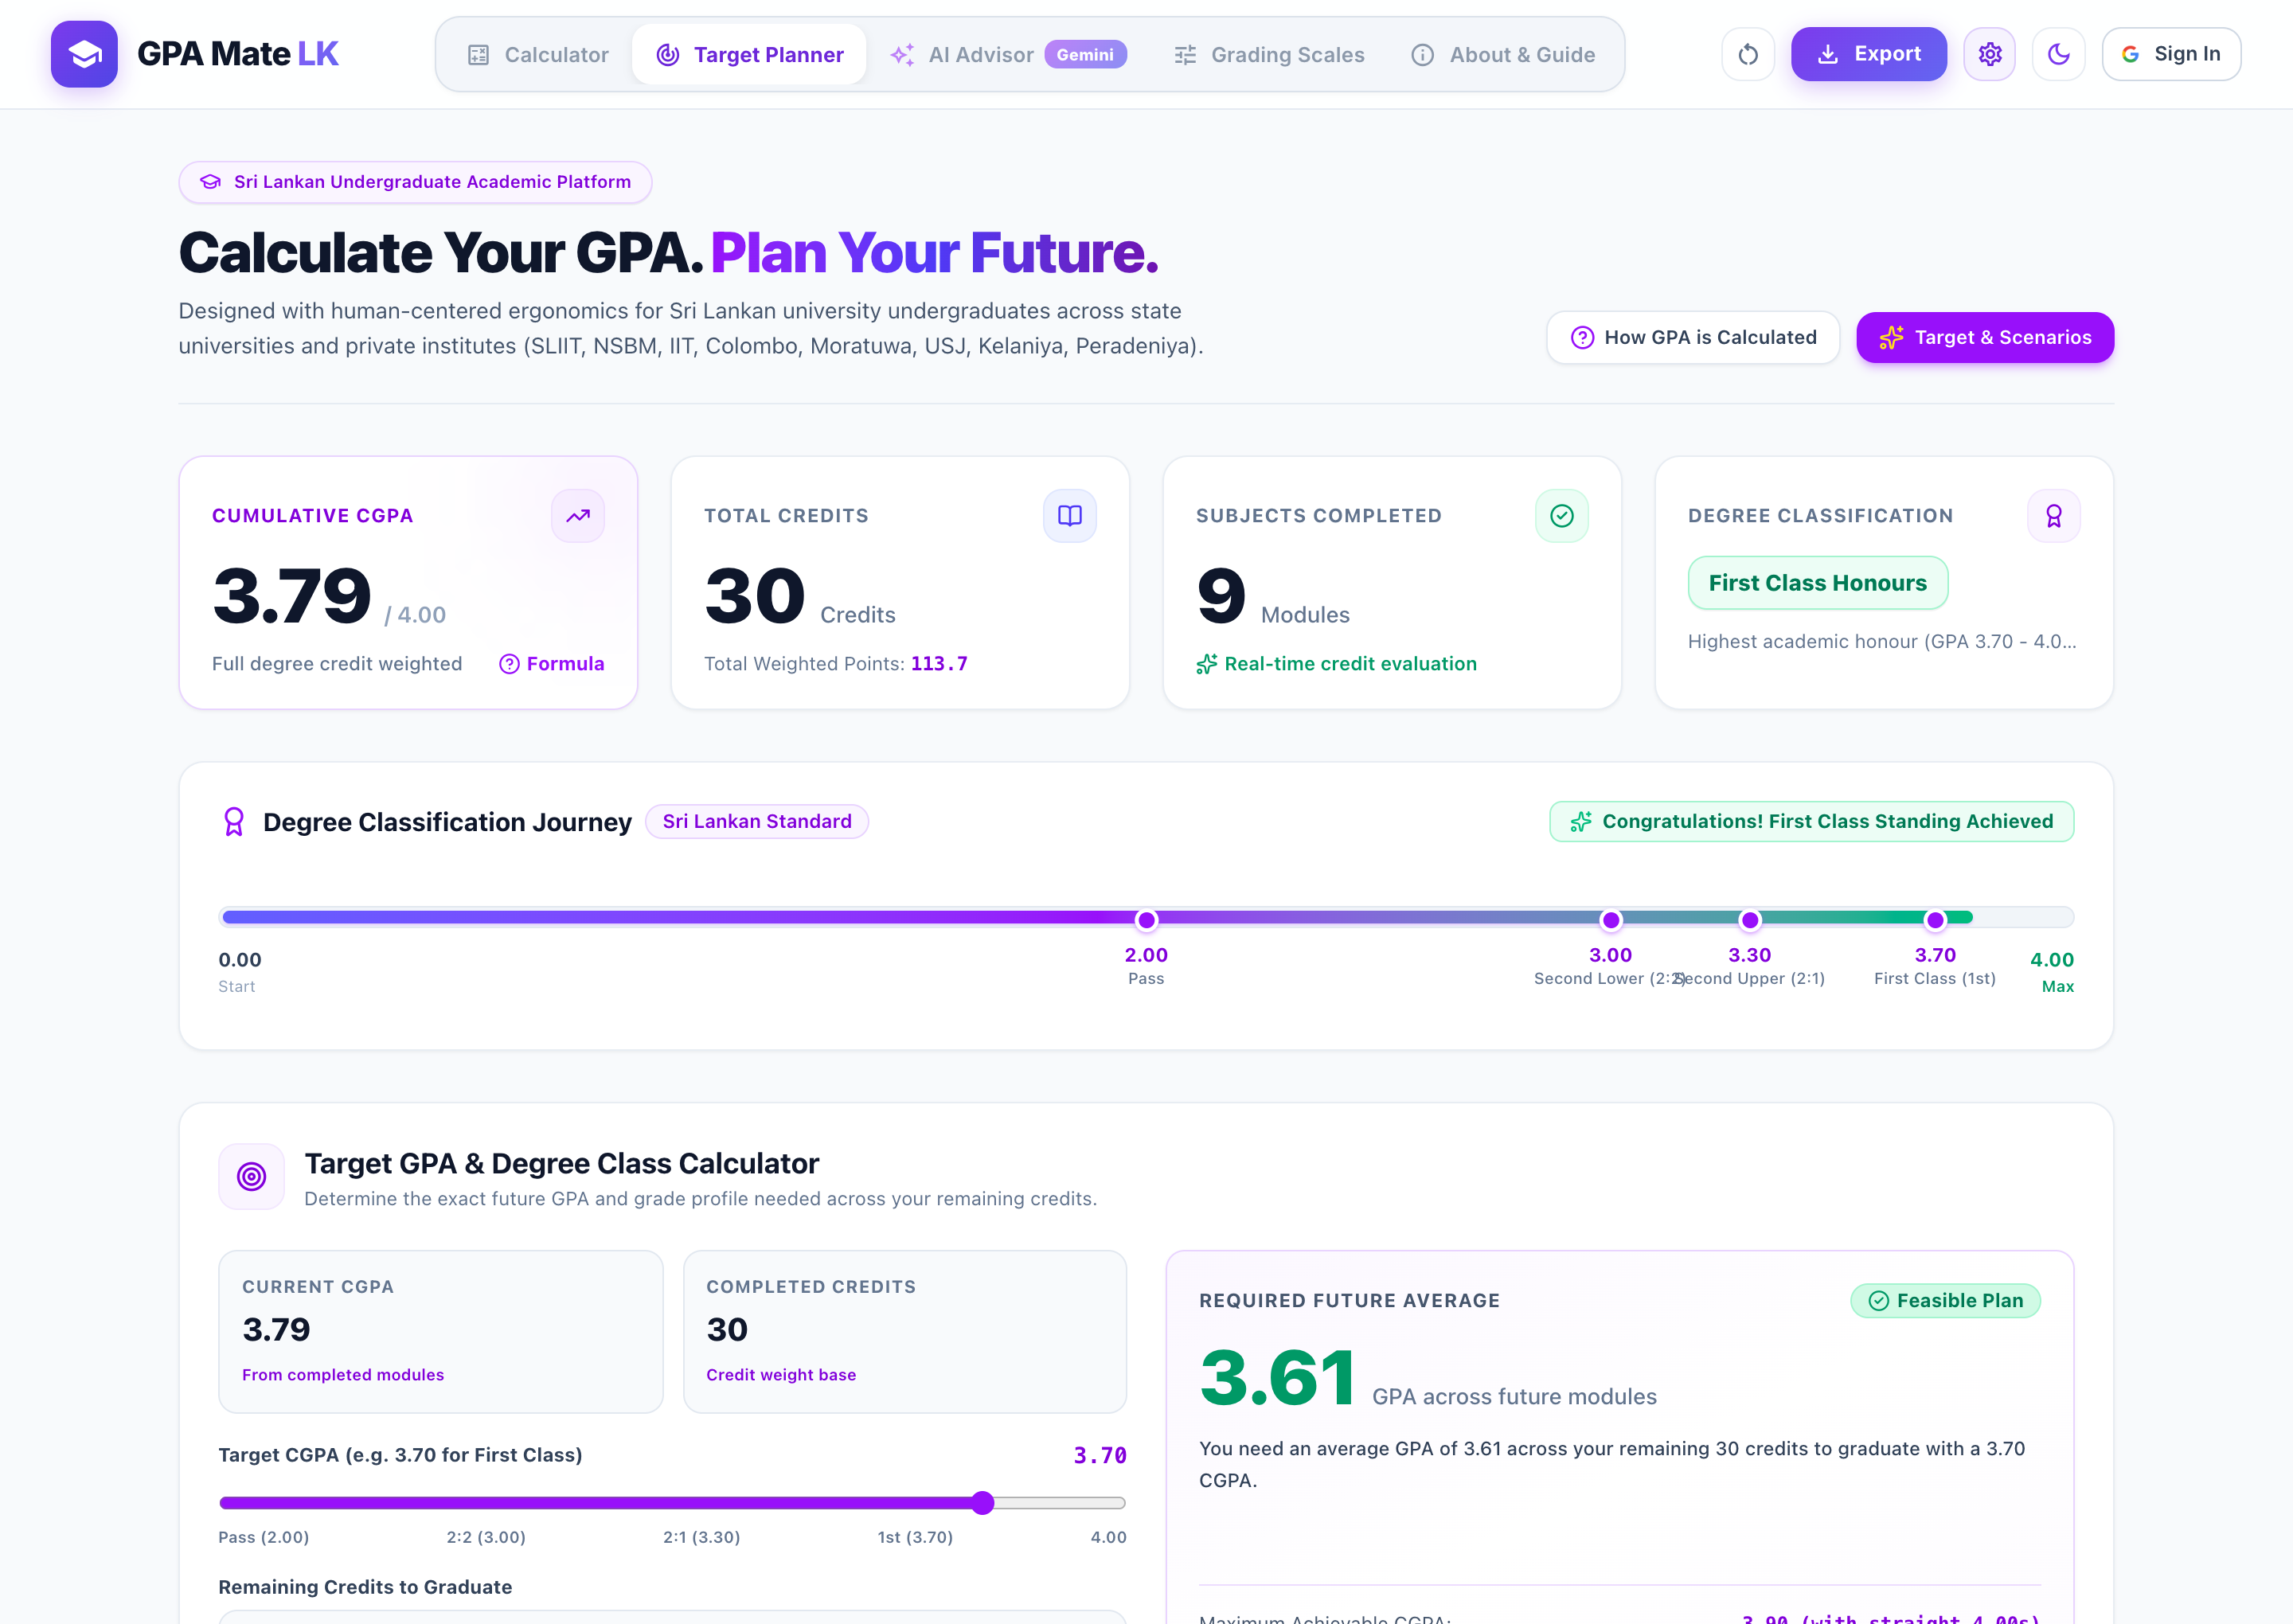 GPA Mate LK
Calculator
Target Planner
AI Advisor Gemini
Grading Scales
About & Guide
Export
Sign In
Sri Lankan Undergraduate Academic Platform
Calculate Your GPA. Plan Your Future.
Designed with human-centered ergonomics for Sri Lankan university undergraduates across state
universities and private institutes (SLIIT, NSBM, IIT, Colombo, Moratuwa, USJ, Kelaniya, Peradeniya).
How GPA is Calculated
Target & Scenarios
CUMULATIVE CGPA
3.79 / 4.00
Full degree credit weighted
Formula
TOTAL CREDITS
30 Credits
Total Weighted Points: 113.7
SUBJECTS COMPLETED
9 Modules
Real-time credit evaluation
DEGREE CLASSIFICATION
First Class Honours
Highest academic honour (GPA 3.70 - 4.0...
Degree Classification Journey
Sri Lankan Standard
Congratulations! First Class Standing Achieved
0.00
Start
2.00
Pass
3.00
Second Lower (2:2)
3.30
Second Upper (2:1)
3.70
First Class (1st)
4.00
Max
Target GPA & Degree Class Calculator
Determine the exact future GPA and grade profile needed across your remaining credits.
CURRENT CGPA
3.79
From completed modules
COMPLETED CREDITS
30
Credit weight base
Target CGPA (e.g. 3.70 for First Class)
3.70
Pass (2.00)
2:2 (3.00)
2:1 (3.30)
1st (3.70)
4.00
Remaining Credits to Graduate
REQUIRED FUTURE AVERAGE
Feasible Plan
3.61 GPA across future modules
You need an average GPA of 3.61 across your remaining 30 credits to graduate with a 3.70
CGPA.
Maximum Achievable CGPA:
3.90 (with straight 4.00s)